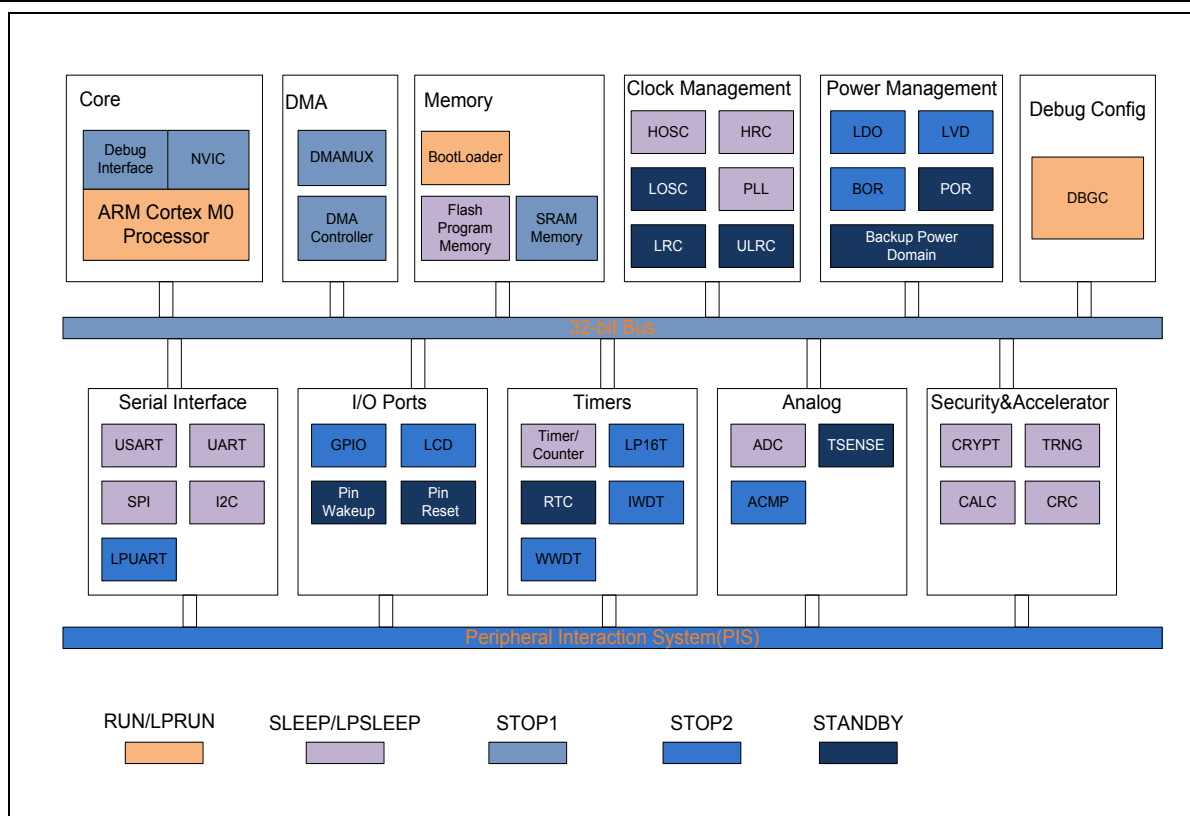 Core
Debug
Interface
NVIC
ARM Cortex M0
Processor
DMA
DMAMUX
DMA
Controller
Memory
BootLoader
Flash
Program
Memory
SRAM
Memory
Clock Management
HOSC
HRC
LOSC
PLL
LRC
ULRC
Power Management
LDO
LVD
BOR
POR
Backup Power
Domain
Debug Config
DBGC
32-bit Bus
Serial Interface
USART
UART
SPI
I2C
LPUART
I/O Ports
GPIO
LCD
Pin
Wakeup
Pin
Reset
Timers
Timer/
Counter
LP16T
RTC
IWDT
WWDT
Analog
ADC
TSENSE
ACMP
Security&Accelerator
CRYPT
TRNG
CALC
CRC
Peripheral Interaction System(PIS)
RUN/LPRUN
SLEEP/LPSLEEP
STOP1
STOP2
STANDBY